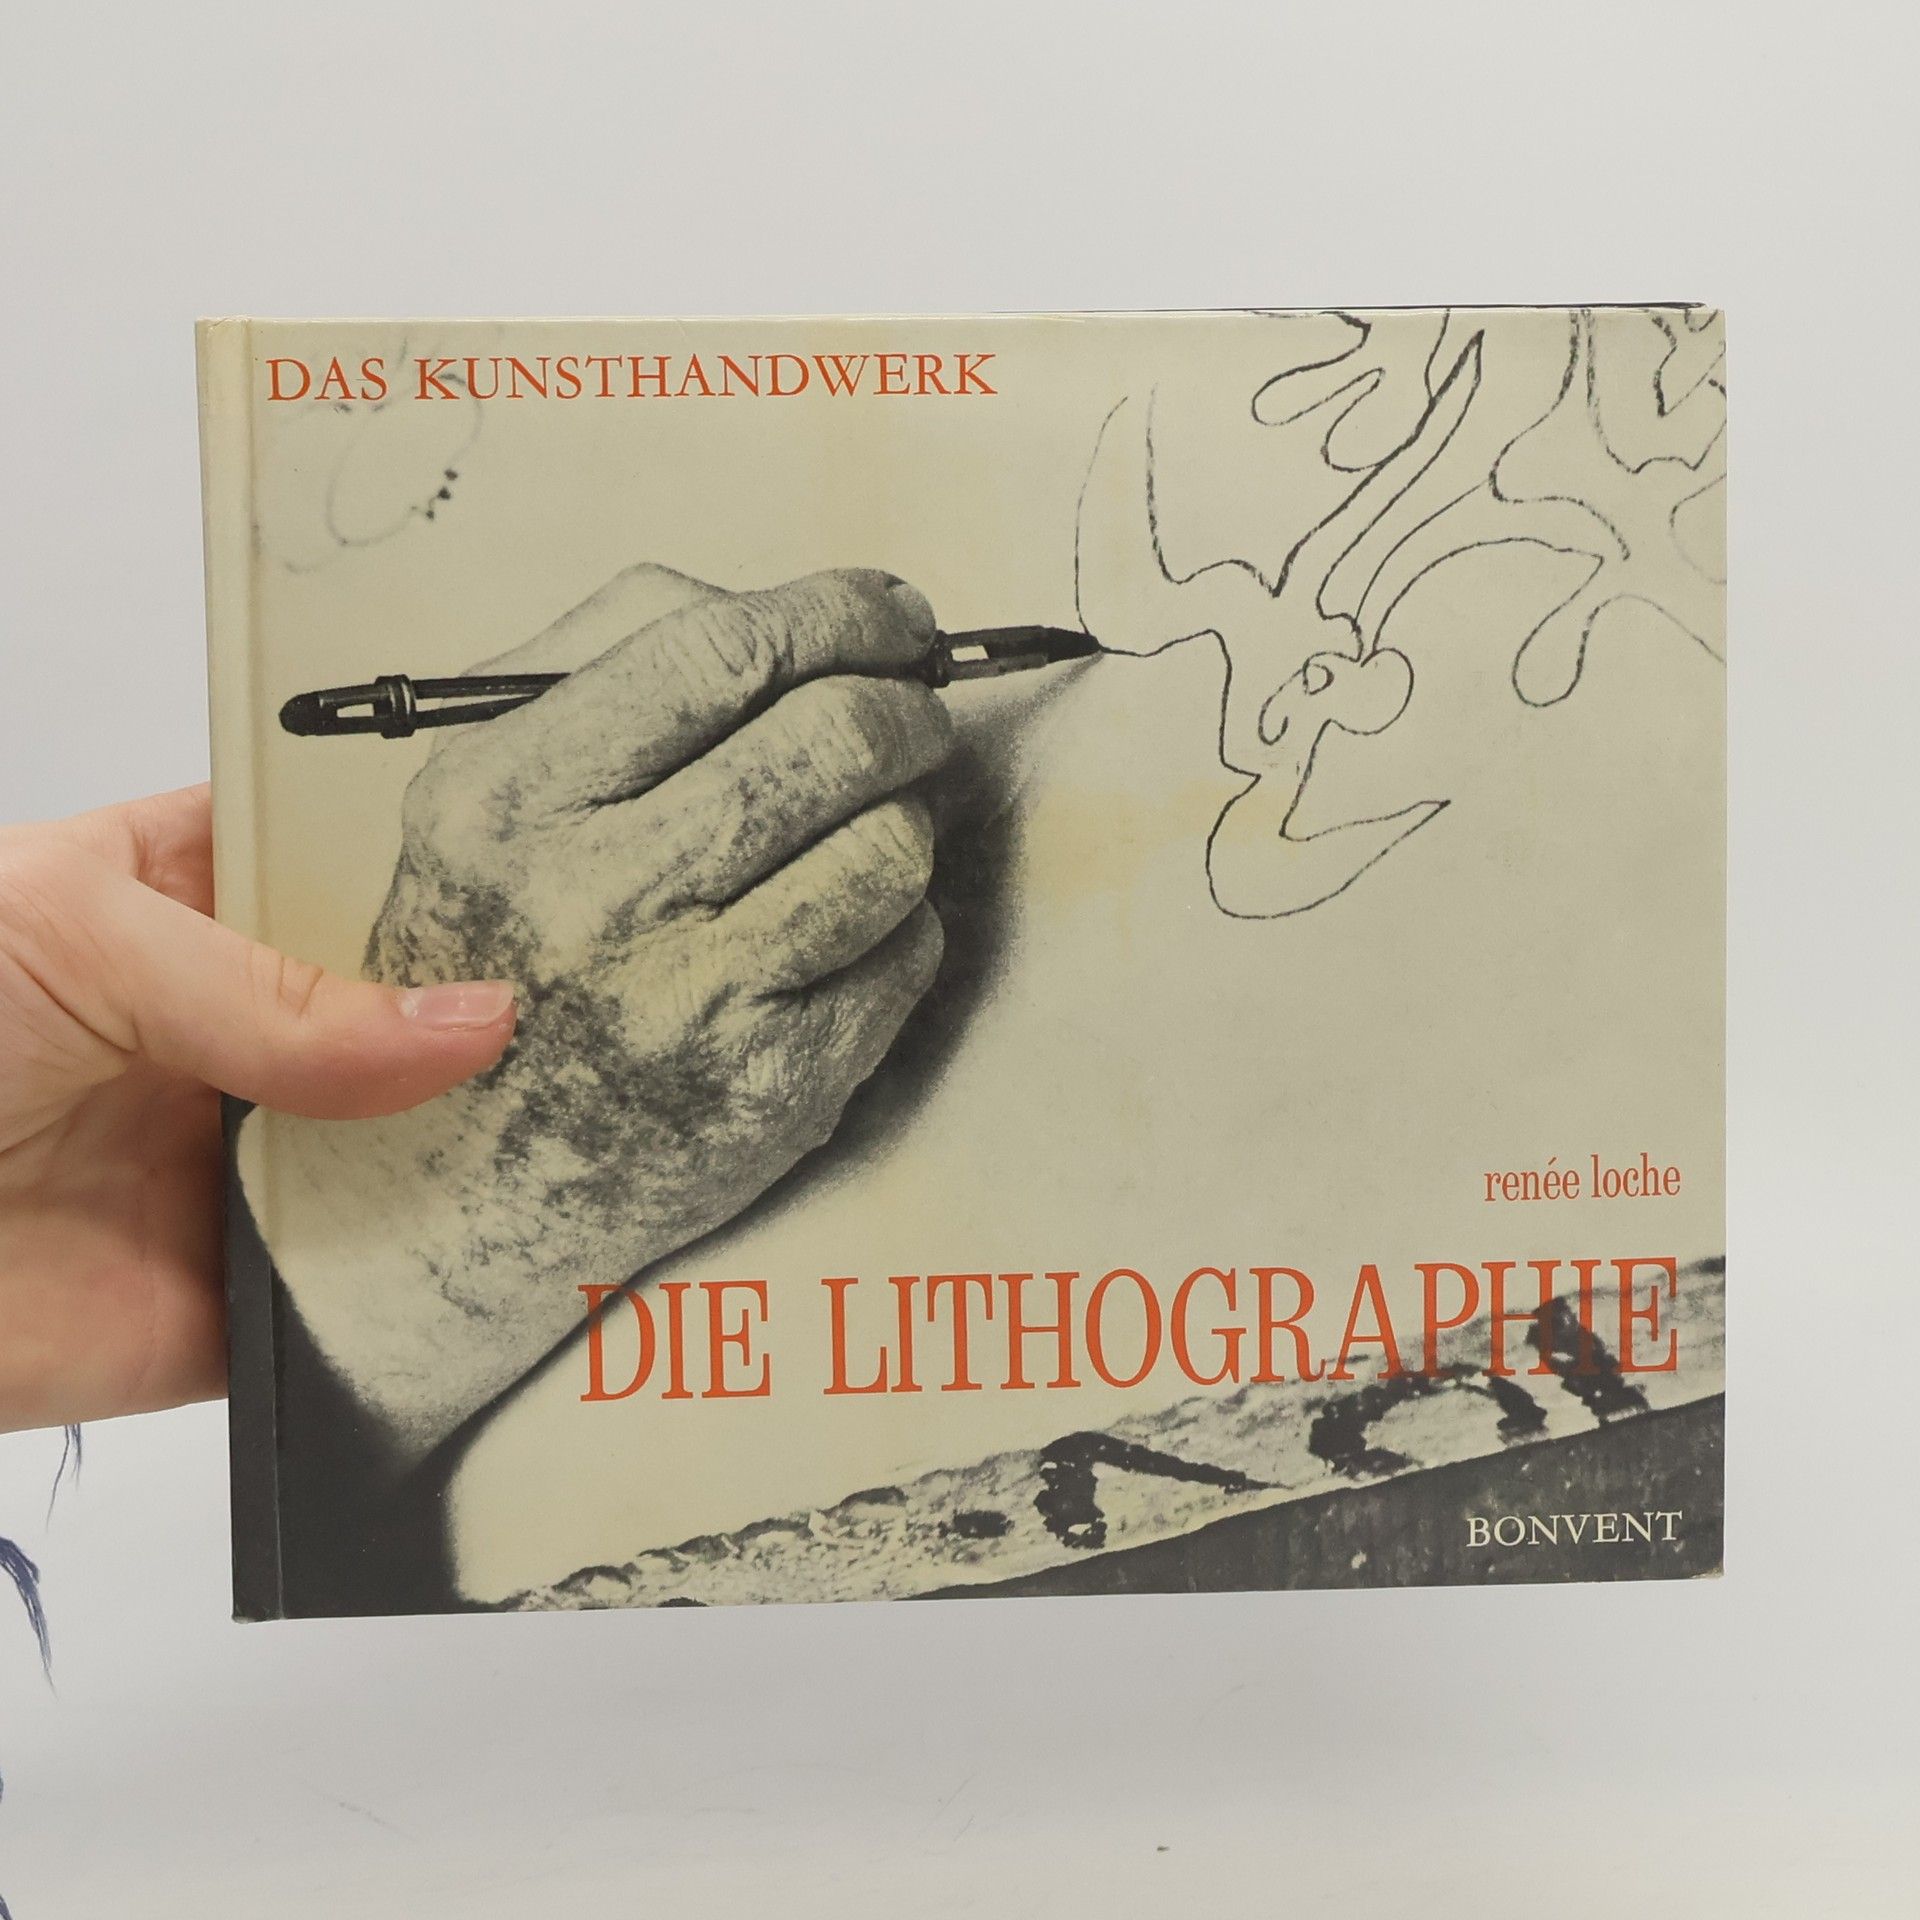 DAS KUNSTHANDWERK
renée loche
DIE LITHOGRAPHIE
BONVENT